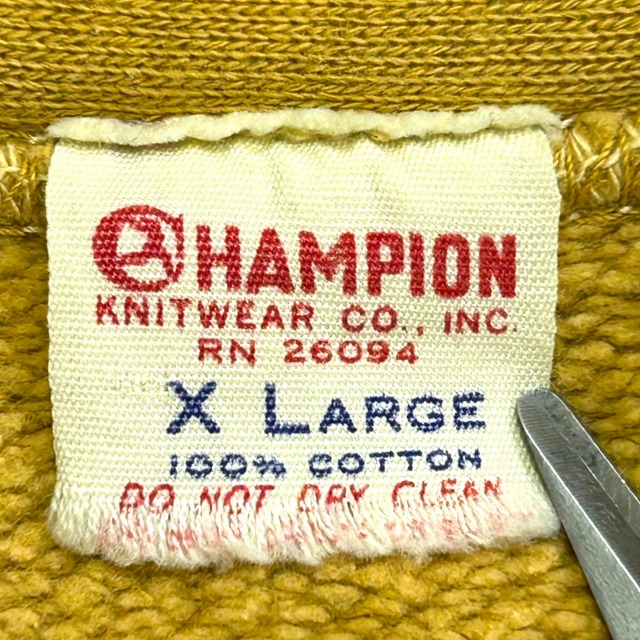 CHAMPION
KNITWEAR CO., INC.
RN 26094
X LARGE
100% COTTON
DO NOT DRY CLEAN